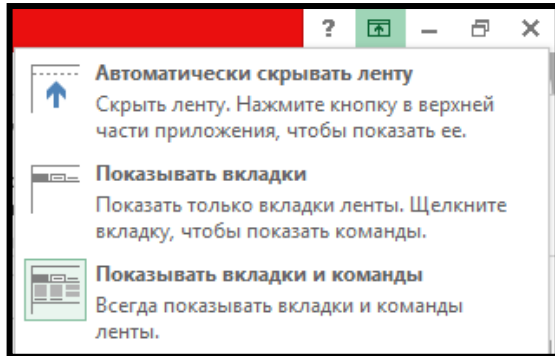 ?
Автоматически скрывать ленту
Скрыть ленту. Нажмите кнопку в верхней
части приложения, чтобы показать ее.
Показывать вкладки
Показать только вкладки ленты. Щелкните
вкладку, чтобы показать команды.
Показывать вкладки и команды
Всегда показывать вкладки и команды
ленты.